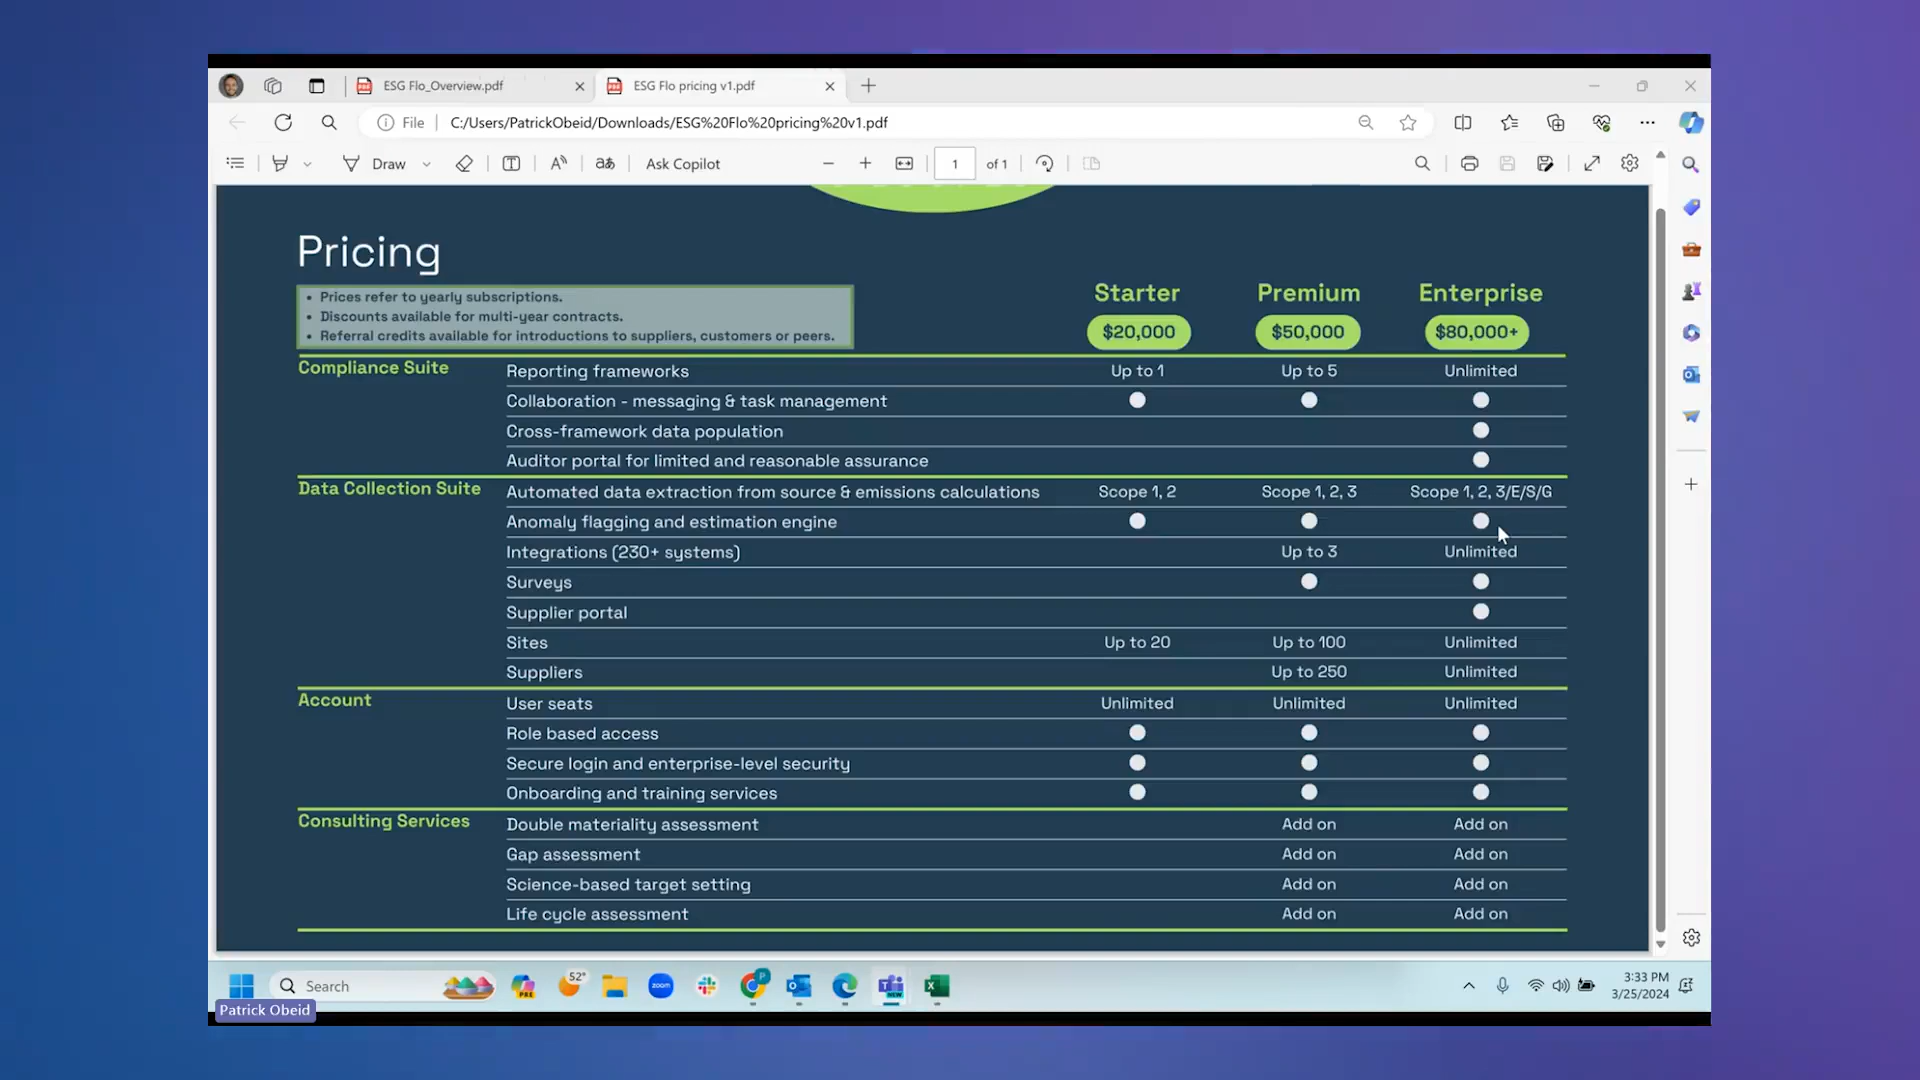 ESG Flo_Overview.pdf
ESG Flo pricing v1.pdf
File
C:/Users/PatrickObeid/Downloads/ESG%20Flo%20pricing%20v1.pdf
Draw
aあ
Ask Copilot
1 of 1
Pricing
• Prices refer to yearly subscriptions.
• Discounts available for multi-year contracts.
• Referral credits available for introductions to suppliers, customers or peers.
Starter Premium Enterprise
$20,000 $50,000 $80,000+
Compliance Suite Reporting frameworks Up to 1 Up to 5 Unlimited
Collaboration - messaging & task management
Cross-framework data population
Auditor portal for limited and reasonable assurance
Data Collection Suite Automated data extraction from source & emissions calculations Scope 1, 2 Scope 1, 2, 3 Scope 1, 2, 3/E/S/G
Anomaly flagging and estimation engine
Integrations (230+ systems) Up to 3 Unlimited
Surveys
Supplier portal
Sites Up to 20 Up to 100 Unlimited
Suppliers Up to 250 Unlimited
Account User seats Unlimited Unlimited Unlimited
Role based access
Secure login and enterprise-level security
Onboarding and training services
Consulting Services Double materiality assessment Add on Add on
Gap assessment Add on Add on
Science-based target setting Add on Add on
Life cycle assessment Add on Add on
Search
PRE
52°
zoom
P
NEW
3:33 PM
3/25/2024
Patrick Obeid